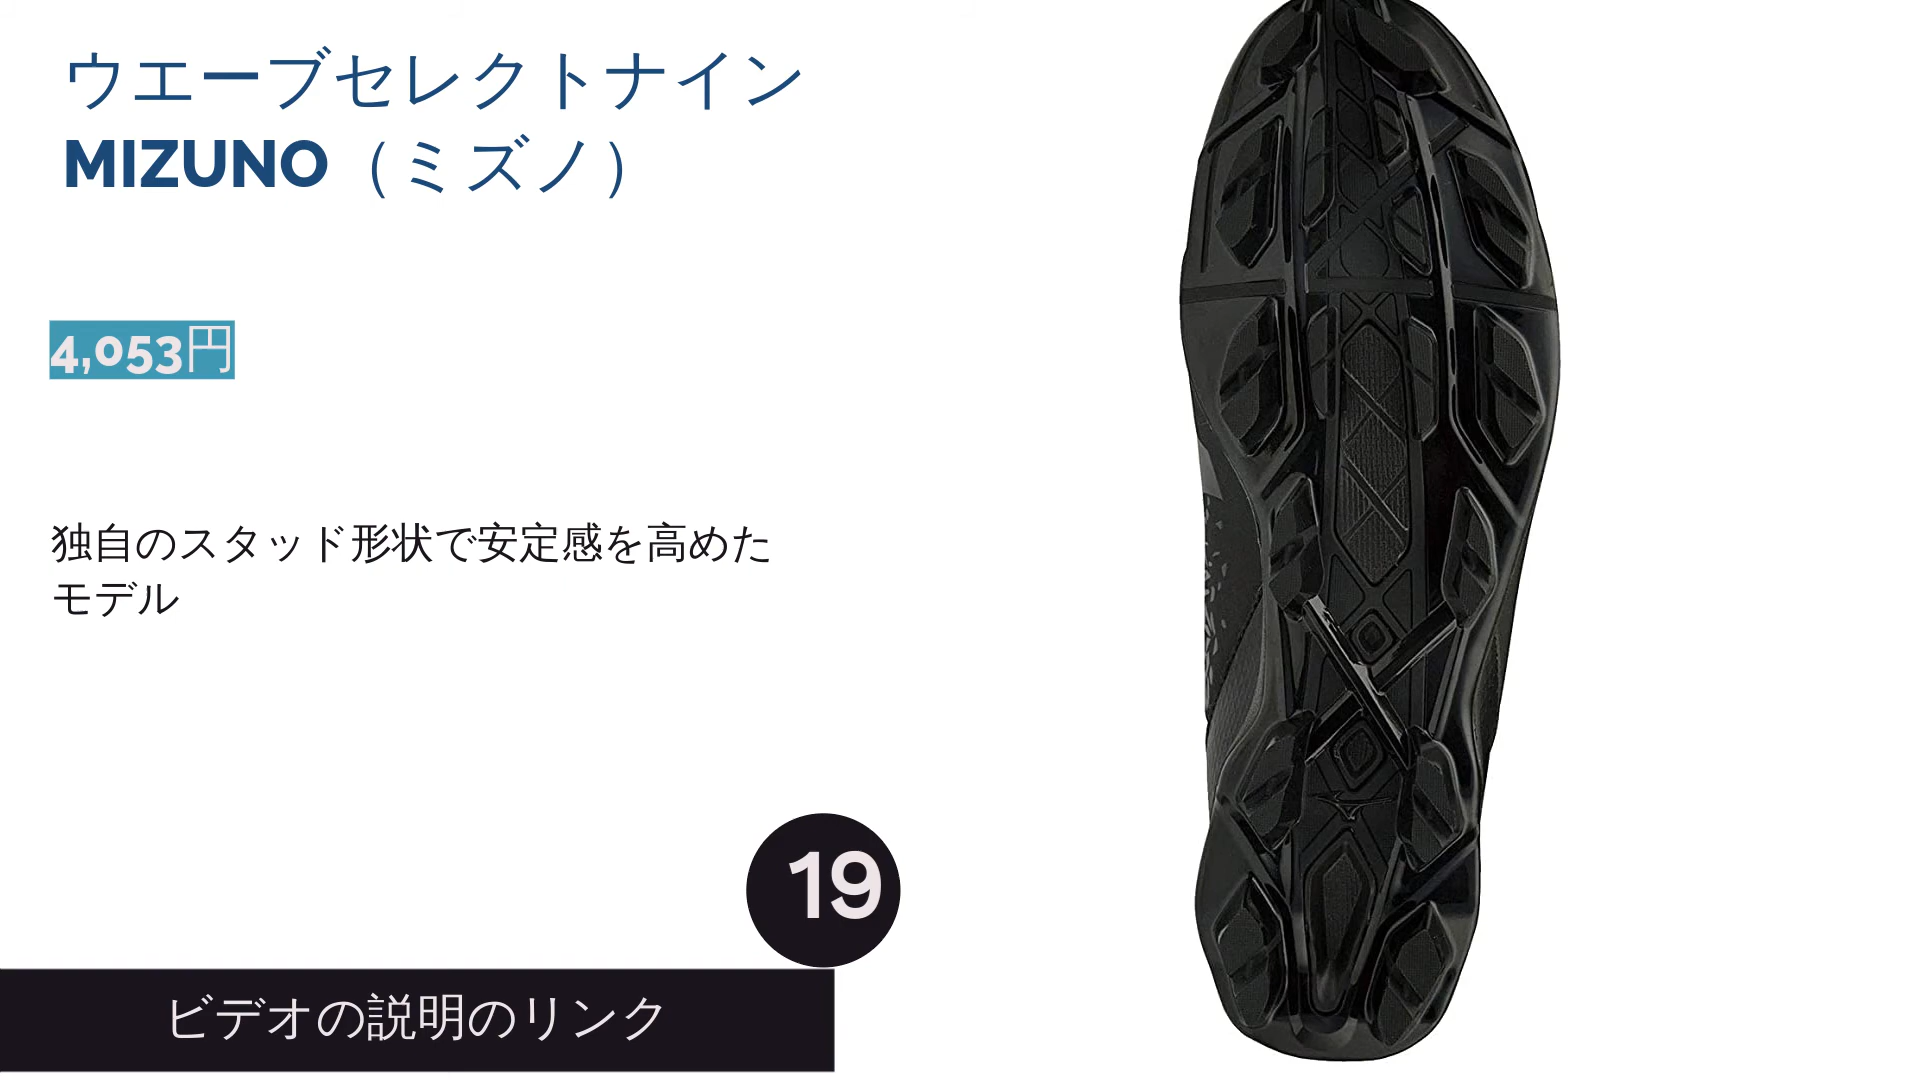 ウエーブセレクトナイン
MIZUNO（ミズノ）
4,053円
独自のスタッド形状で安定感を高めた
モデル
19
ビデオの説明のリンク